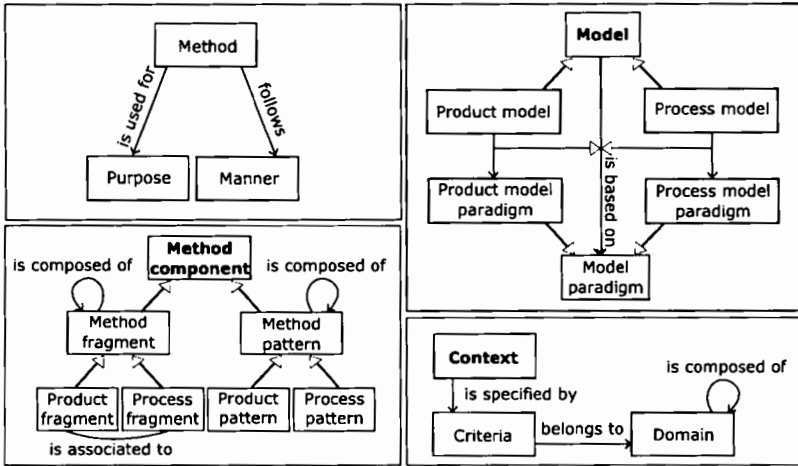 Method
is used for
follows
Purpose
Manner
Model
Product model
Process model
is based on
Product model
paradigm
Process model
paradigm
Model
paradigm
Method
component
is composed of
is composed of
Method
fragment
Method
pattern
Product
fragment
Process
fragment
Product
pattern
Process
pattern
is associated to
Context
is specified by
is composed of
Criteria
belongs to
Domain